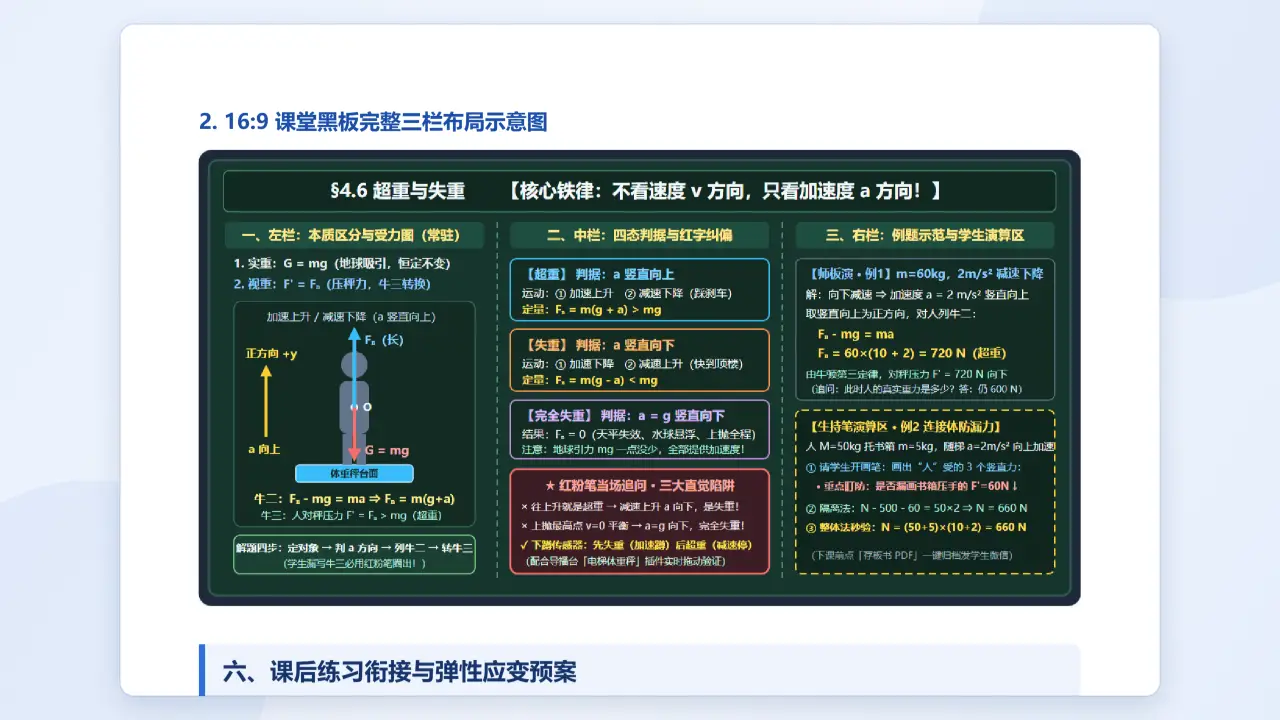 2. 16:9 课堂黑板完整三栏布局示意图
§4.6 超重与失重 【核心铁律：不看速度 v 方向，只看加速度 a 方向！】
一、左栏：本质区分与受力图（常驻）
1. 实重：G = mg（地球吸引，恒定不变）
2. 视重：F' = Fₙ（压秤力，牛三转换）
加速上升 / 减速下降（a 竖直向上）
Fₙ（长）
正方向 +y
O
a 向上
G = mg
体重秤台面
牛二：Fₙ - mg = ma ⇒ Fₙ = m(g+a)
牛三：人对秤压力 F' = Fₙ > mg（超重）
解题四步：定对象 → 判 a 方向 → 列牛二 → 转牛三
(学生漏写牛三必用红粉笔圈出！)
二、中栏：四态判据与红字纠偏
【超重】 判据：a 竖直向上
运动：① 加速上升 ② 减速下降（踩刹车）
定量：Fₙ = m(g + a) > mg
【失重】 判据：a 竖直向下
运动：① 加速下降 ② 减速上升（快到顶楼）
定量：Fₙ = m(g - a) < mg
【完全失重】 判据：a = g 竖直向下
结果：Fₙ = 0（天平失效、水球悬浮、上抛全程）
注意：地球引力 mg 一点没少，全部提供加速度！
★ 红粉笔当场追问 · 三大直觉陷阱
× 往上升就是超重 → 减速上升 a 向下，是失重！
× 上抛最高点 v=0 平衡 → a=g 向下，完全失重！
✓ 下蹲传感器：先失重（加速蹲）后超重（减速停）
(配合导播台「电梯体重秤」插件实时拖动验证)
三、右栏：例题示范与学生演算区
【师板演 · 例1】m=60kg，2m/s² 减速下降
解：向下减速 ⇒ 加速度 a = 2 m/s² 竖直向上
取竖直向上为正方向，对人列牛二：
Fₙ - mg = ma
Fₙ = 60×(10 + 2) = 720 N（超重）
由牛顿第三定律，对秤压力 F' = 720 N 向下
（追问：此时人的真实重力是多少？答：仍 600 N）
【生持笔演算区 · 例2 连接体防漏力】
人 M=50kg 托书箱 m=5kg，随梯 a=2m/s² 向上加速
① 请学生开画笔：画出“人”受的 3 个竖直力：
• 重点盯防：是否漏画书箱压手的 F'=60N↓
② 隔离法：N - 500 - 60 = 50×2 ⇒ N = 660 N
③ 整体法秒验：N = (50+5)×(10+2) = 660 N
（下课前点「存板书 PDF」一键归档发学生微信）
六、课后练习衔接与弹性应变预案